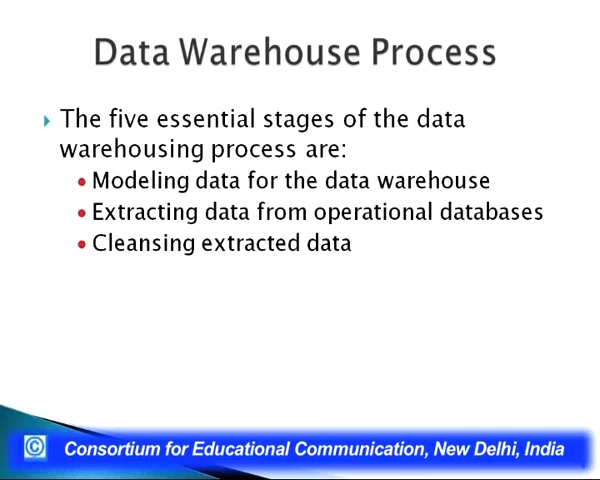 Data Warehouse Process
The five essential stages of the data
warehousing process are:
Modeling data for the data warehouse
Extracting data from operational databases
Cleansing extracted data
© Consortium for Educational Communication, New Delhi, India